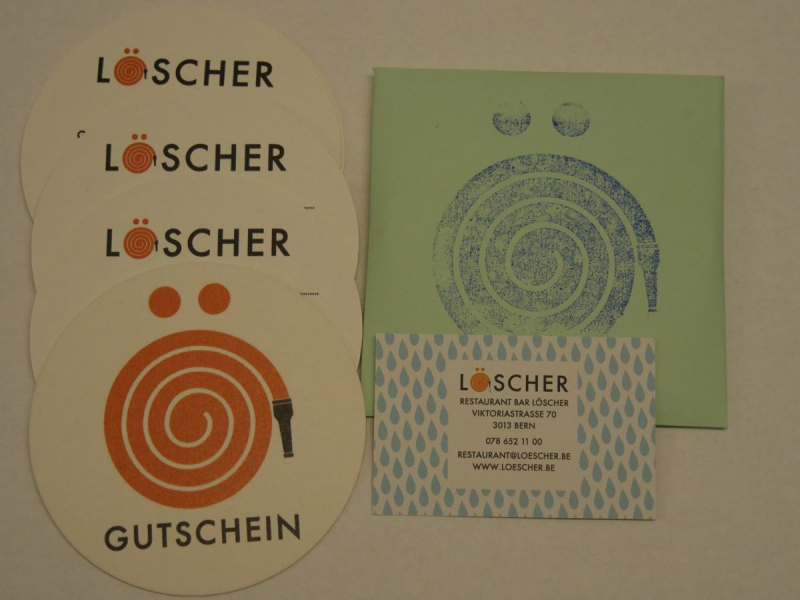 LÖSCHER
LÖSCHER
LÖSCHER
GUTSCHEIN
LÖSCHER
RESTAURANT BAR LÖSCHER
VIKTORIASTRASSE 70
3013 BERN
078 652 11 00
RESTAURANT@LOESCHER.BE
WWW.LOESCHER.BE